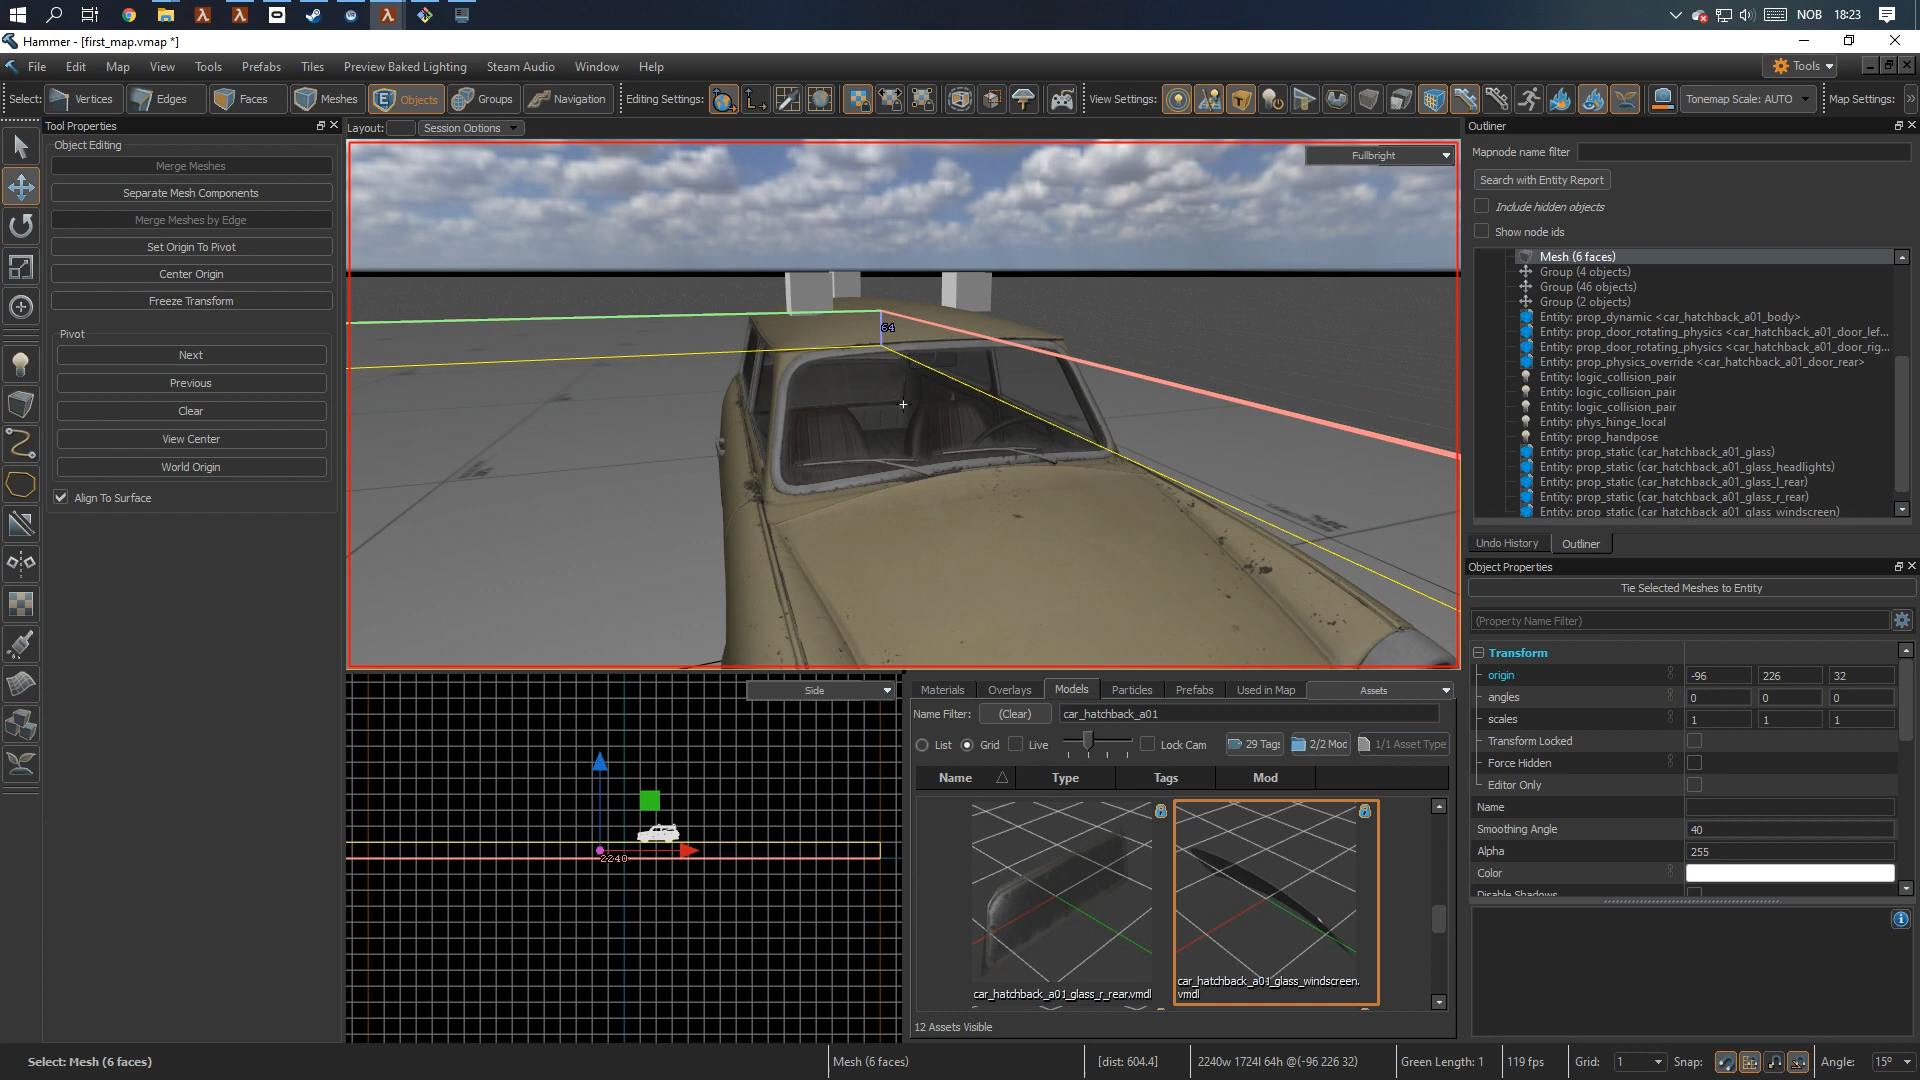 NOB 18:23
Hammer - [first_map.vmap *]
File Edit Map View Tools Prefabs Tiles Preview Baked Lighting Steam Audio Window Help
Tools
Select: Vertices Edges Faces Meshes Objects Groups Navigation Editing Settings: View Settings: Tonemap Scale: AUTO Map Settings:
Tool Properties
Object Editing
Merge Meshes
Separate Mesh Components
Merge Meshes by Edge
Set Origin To Pivot
Center Origin
Freeze Transform
Pivot
Next
Previous
Clear
View Center
World Origin
Align To Surface
Layout: Session Options
Fullbright
64
Side
2240
Materials Overlays Models Particles Prefabs Used in Map Assets
Name Filter: (Clear) car_hatchback_a01
List Grid Live Lock Cam 29 Tags 2/2 Mod 1/1 Asset Type
Name Type Tags Mod
car_hatchback_a01_glass_r_rear.vmdl
car_hatchback_a01_glass_windscreen.
vmdl
12 Assets Visible
Outliner
Mapnode name filter
Search with Entity Report
Include hidden objects
Show node ids
Mesh (6 faces)
Group (4 objects)
Group (46 objects)
Group (2 objects)
Entity: prop_dynamic <car_hatchback_a01_body>
Entity: prop_door_rotating_physics <car_hatchback_a01_door_lef...
Entity: prop_door_rotating_physics <car_hatchback_a01_door_rig...
Entity: prop_physics_override <car_hatchback_a01_door_rear>
Entity: logic_collision_pair
Entity: logic_collision_pair
Entity: logic_collision_pair
Entity: phys_hinge_local
Entity: prop_handpose
Entity: prop_static (car_hatchback_a01_glass)
Entity: prop_static (car_hatchback_a01_glass_headlights)
Entity: prop_static (car_hatchback_a01_glass_l_rear)
Entity: prop_static (car_hatchback_a01_glass_r_rear)
Entity: prop_static (car_hatchback_a01_glass_windscreen)
Undo History Outliner
Object Properties
Tie Selected Meshes to Entity
(Property Name Filter)
Transform
origin -96 226 32
angles 0 0 0
scales 1 1 1
Transform Locked
Force Hidden
Editor Only
Name
Smoothing Angle 40
Alpha 255
Color
Disable Shadows
Select: Mesh (6 faces) Mesh (6 faces) [dist: 604.4] 2240w 1724l 64h @(-96 226 32) Green Length: 1 119 fps Grid: 1 Snap: Angle: 15º